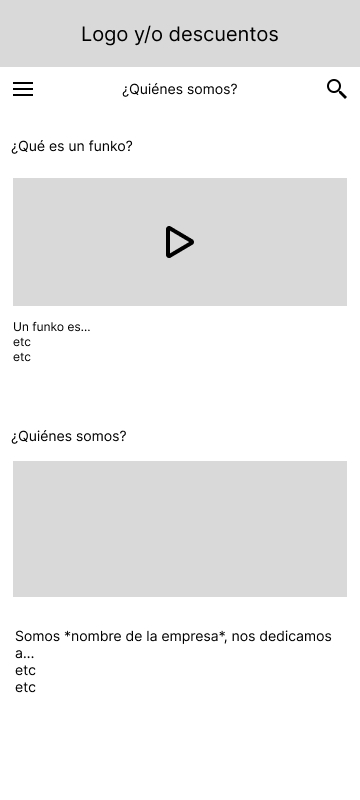 Logo y/o descuentos
¿Quiénes somos?
¿Qué es un funko?
Un funko es...
etc
etc
¿Quiénes somos?
Somos *nombre de la empresa*, nos dedicamos
a...
etc
etc